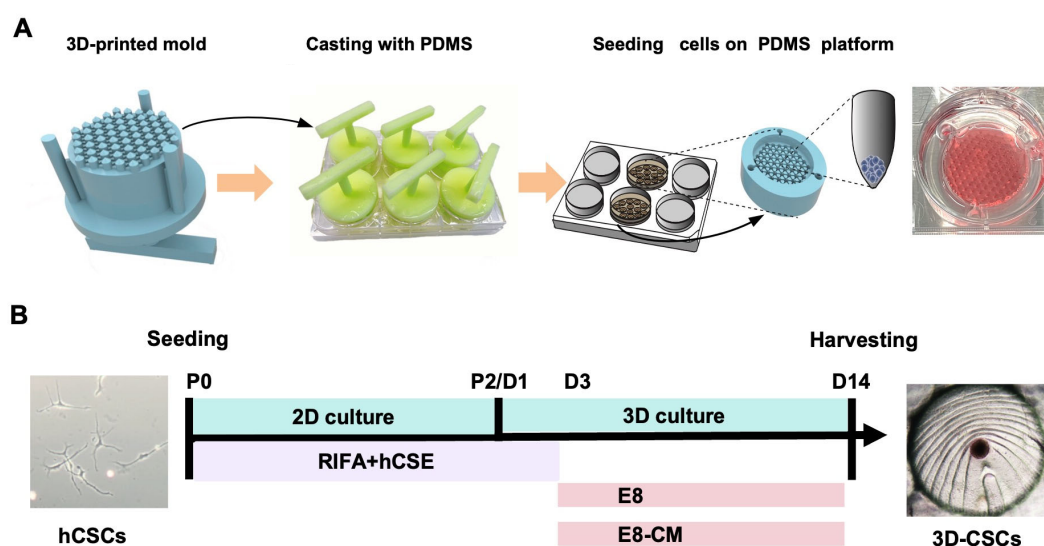 A
3D-printed mold
Casting with PDMS
Seeding cells on PDMS platform
B
Seeding
Harvesting
P0
P2/D1
D3
D14
2D culture
3D culture
RIFA+hCSE
E8
E8-CM
hCSCs
3D-CSCs